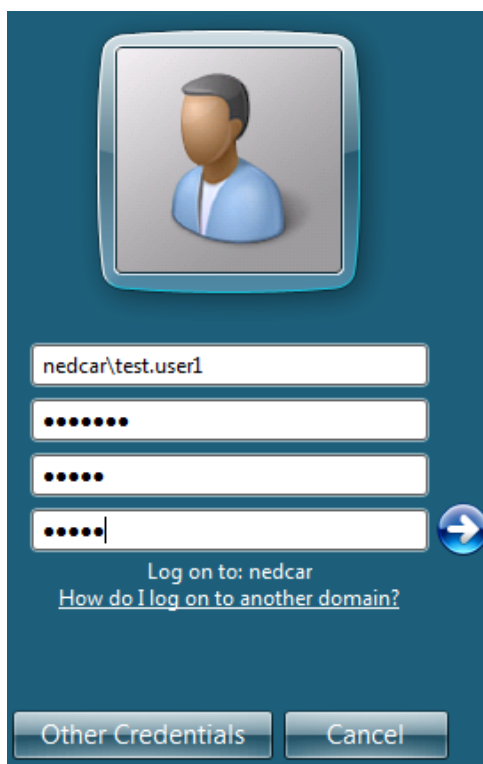 nedcar\test.user1
●●●●●●●
●●●●●
●●●●●
Log on to: nedcar
How do I log on to another domain?
Other Credentials
Cancel